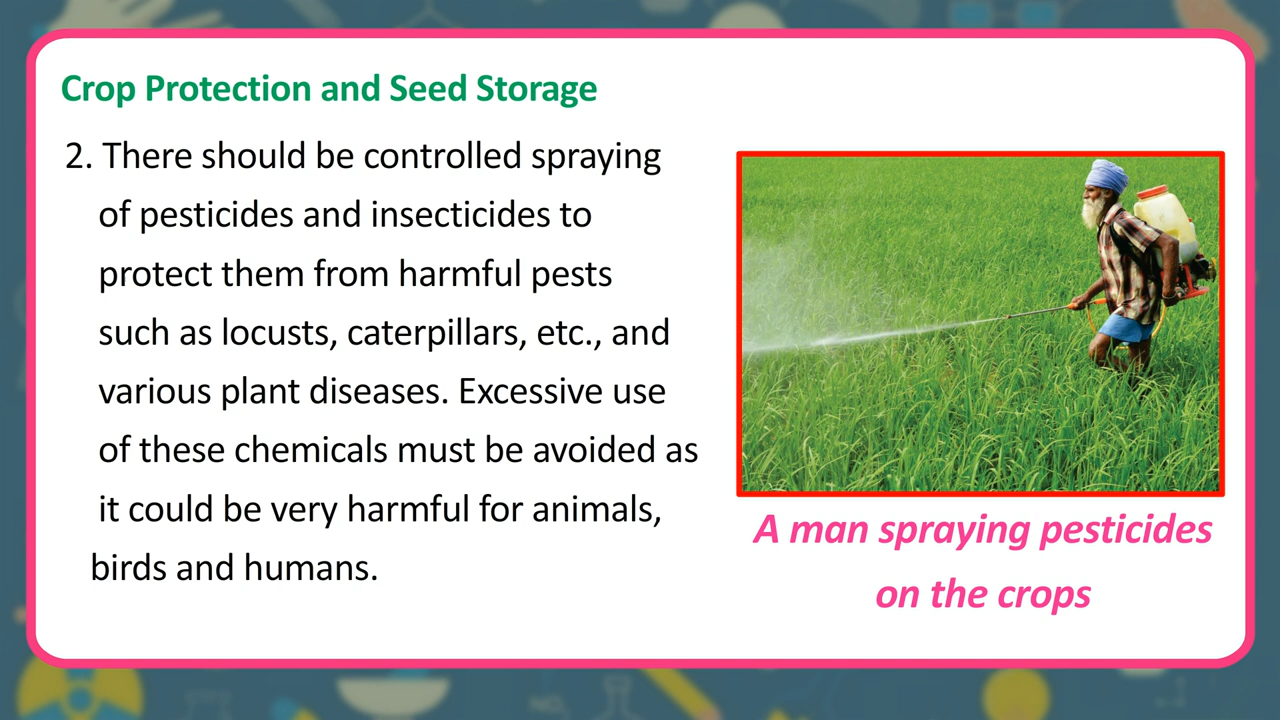 Crop Protection and Seed Storage
2. There should be controlled spraying
of pesticides and insecticides to
protect them from harmful pests
such as locusts, caterpillars, etc., and
various plant diseases. Excessive use
of these chemicals must be avoided as
it could be very harmful for animals,
birds and humans.
A man spraying pesticides
on the crops